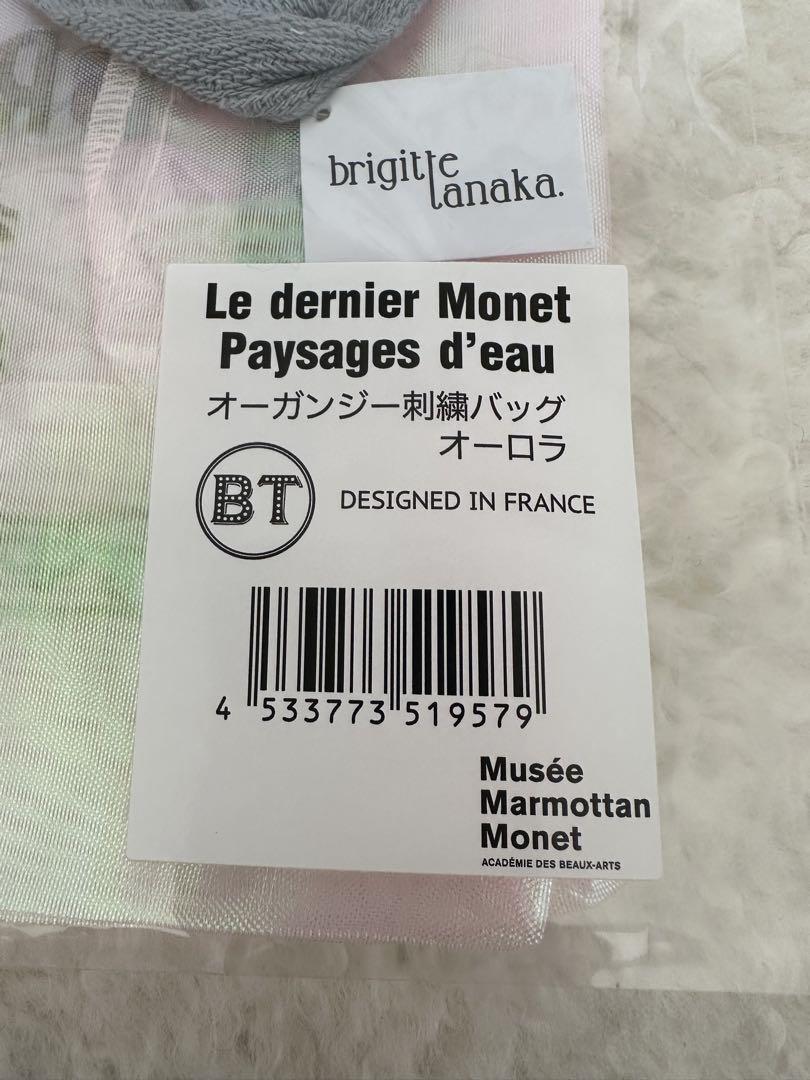 brigitte
tanaka.
Le dernier Monet
Paysages d'eau
オーガンジー刺繍バッグ
オーロラ
BT
DESIGNED IN FRANCE
4 533773 519579
Musée
Marmottan
Monet
ACADÉMIE DES BEAUX-ARTS